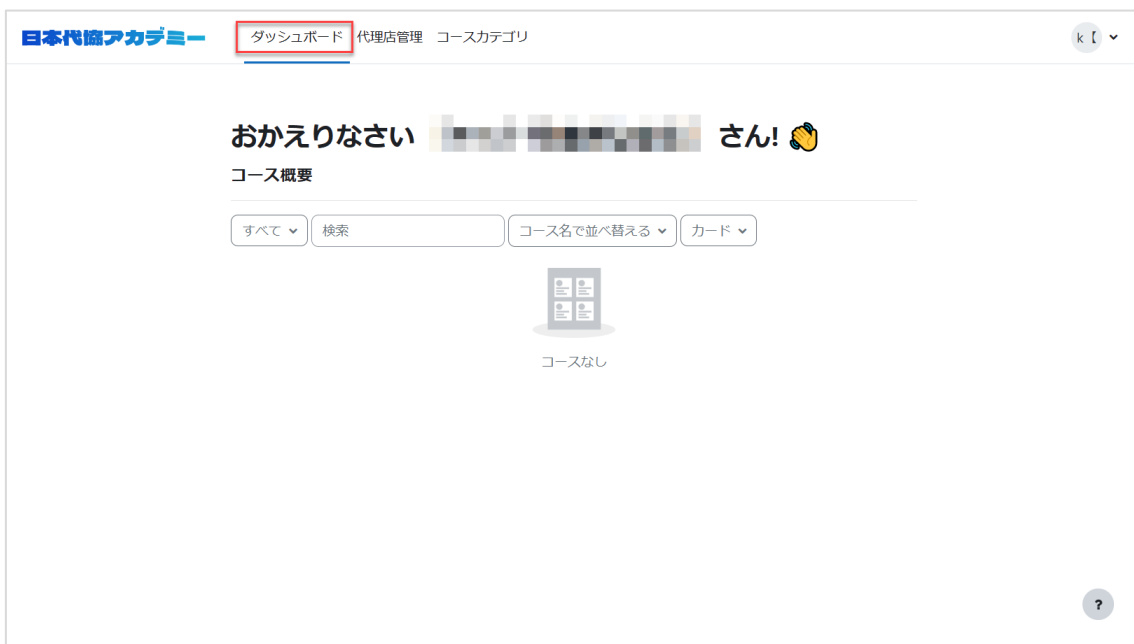 日本代協アカデミー ダッシュボード 代理店管理 コースカテゴリ k【
おかえりなさい さん!
コース概要
すべて 検索 コース名で並べ替える カード
コースなし
?